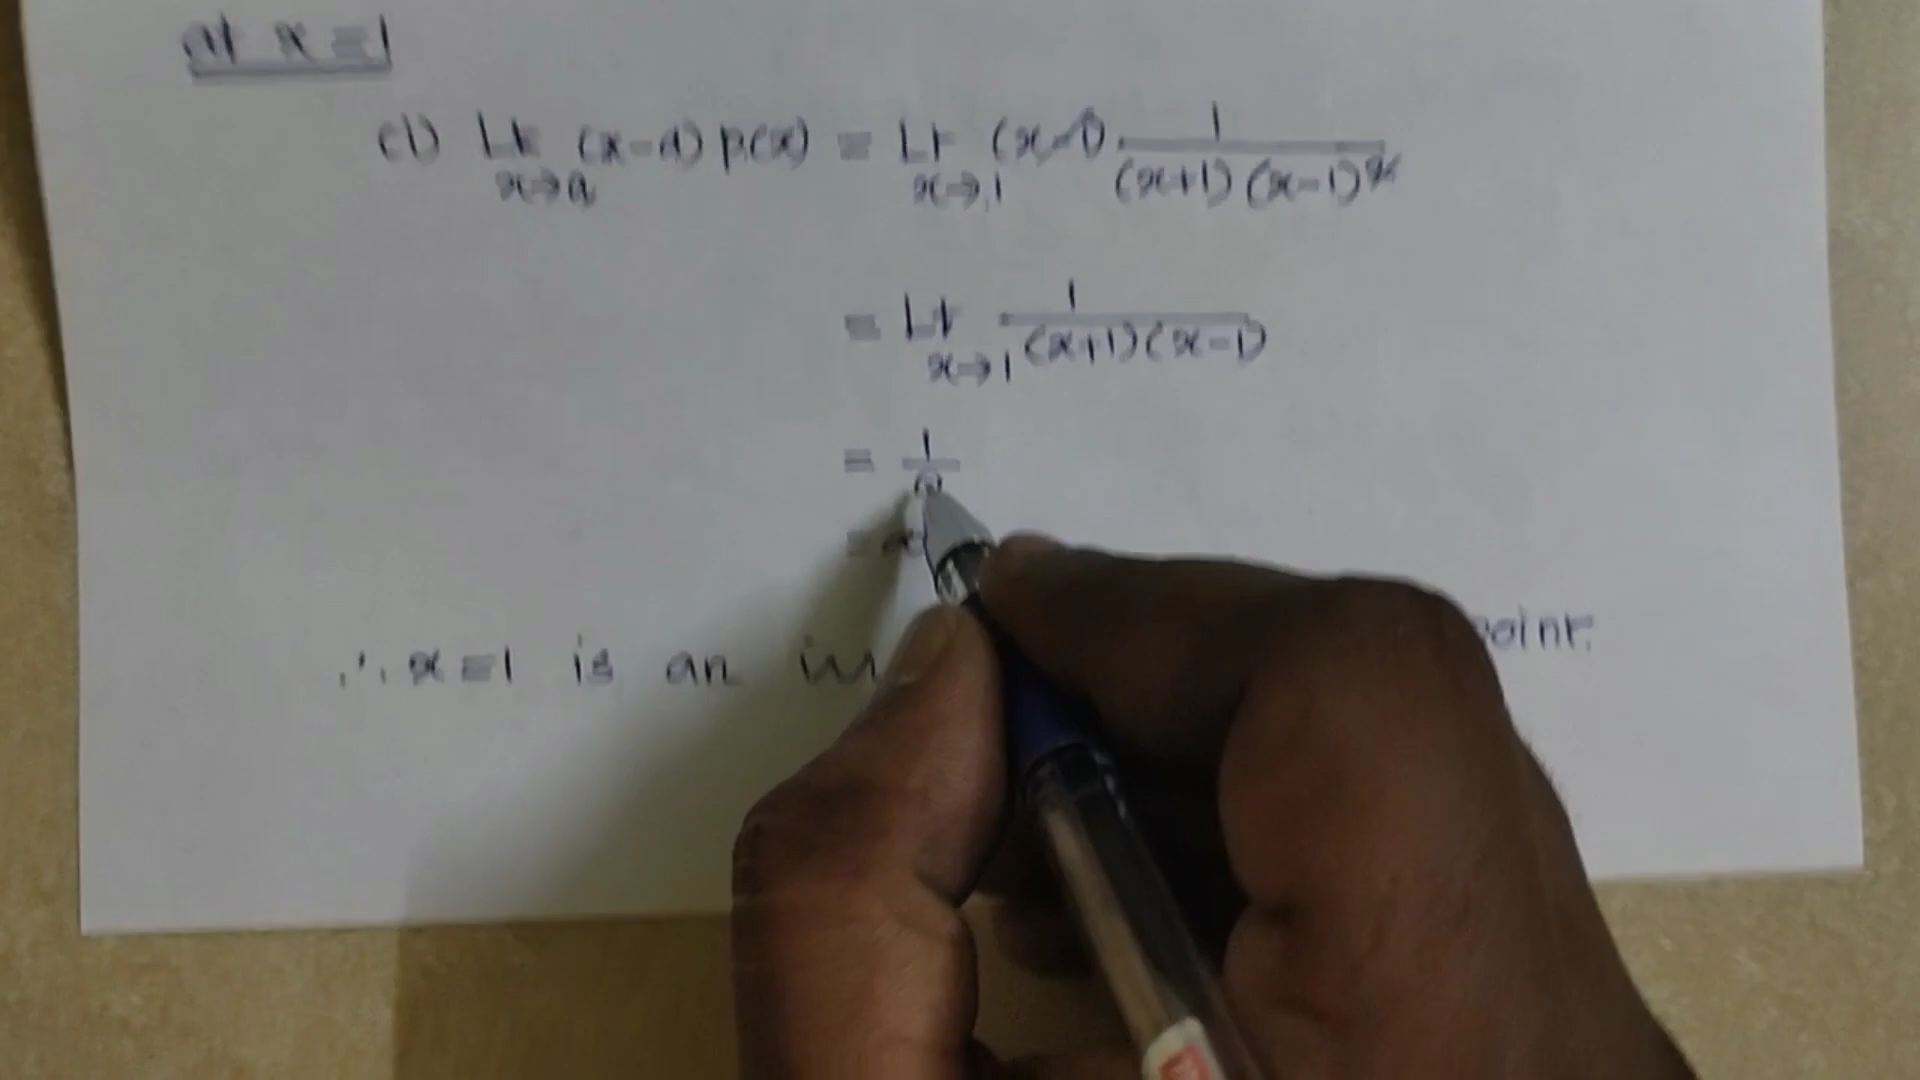 at x=1
(1) Lt (x-a) p(x) = Lt (x-1) 1/((x+1)(x-1)²)
x→a x→1
= Lt 1/((x+1)(x-1))
x→1
= 1/0
= ∞
∴ x=1 is an point.